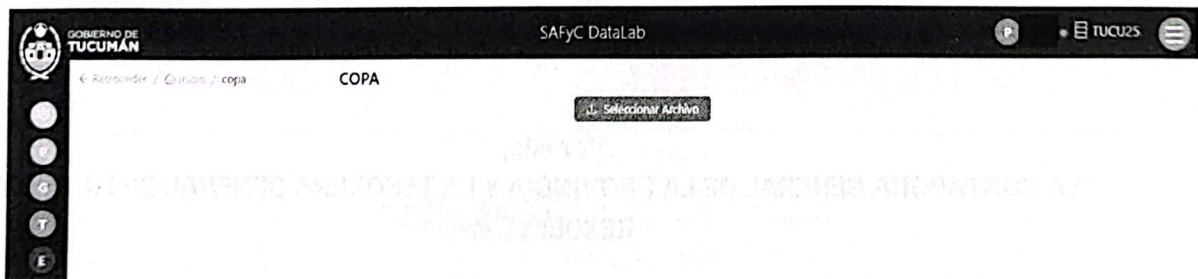 GOBIERNO DE
TUCUMÁN
SAFyC DataLab
P
TUCU25
← Retroceder / Inicio / copa
COPA
Seleccionar Archivo
P
G
T
E